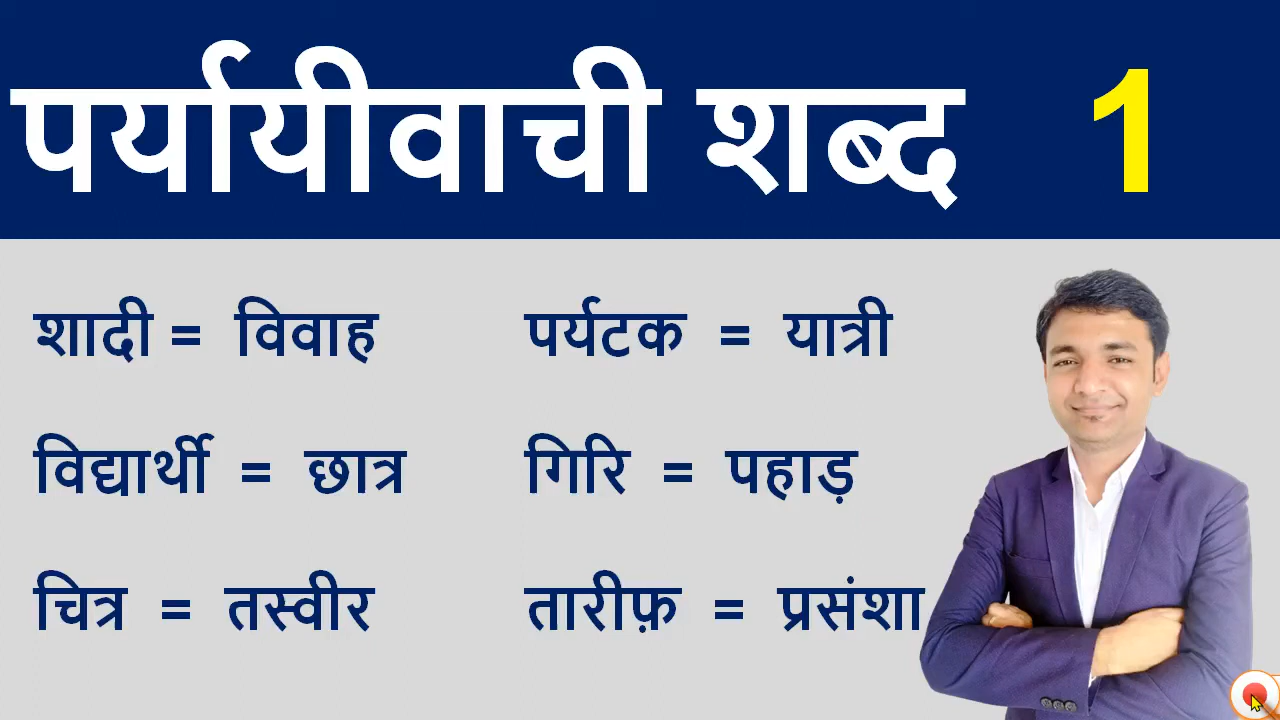 पर्यायीवाची शब्द 1
शादी = विवाह पर्यटक = यात्री
विद्यार्थी = छात्र गिरि = पहाड़
चित्र = तस्वीर तारीफ़ = प्रसंशा